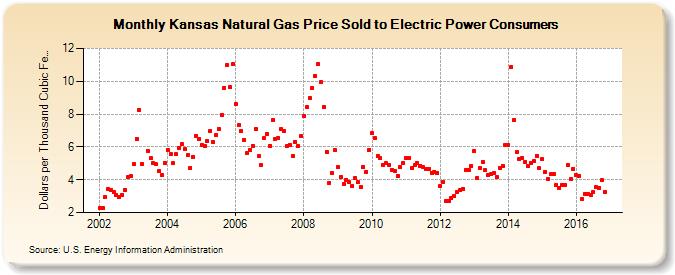 Monthly Kansas Natural Gas Price Sold to Electric Power Consumers
Dollars per Thousand Cubic Fe...
12
10
8
6
4
2
2002 2004 2006 2008 2010 2012 2014 2016
Source: U.S. Energy Information Administration